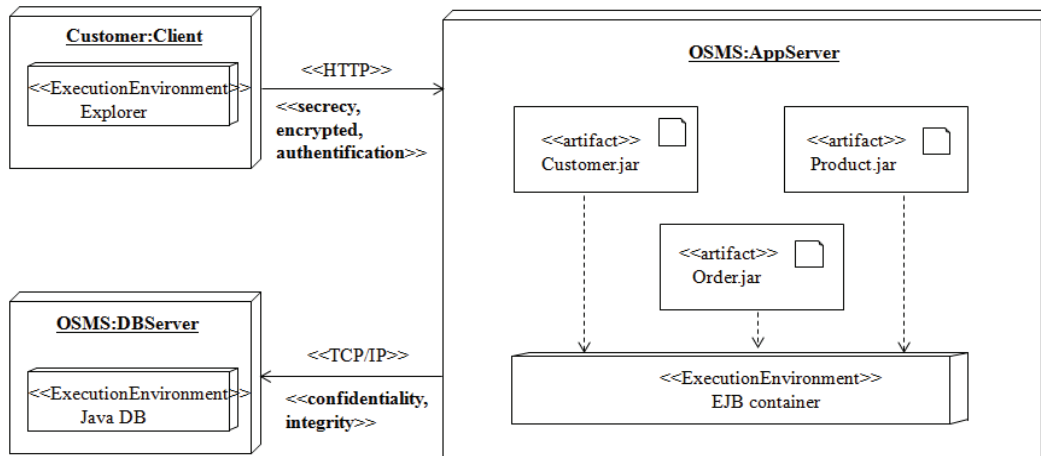 Customer:Client
<<ExecutionEnvironment>>
Explorer
<<HTTP>>
<<secrecy,
encrypted,
authentification>>
OSMS:AppServer
<<artifact>>
Customer.jar
<<artifact>>
Product.jar
<<artifact>>
Order.jar
OSMS:DBServer
<<ExecutionEnvironment>>
Java DB
<<TCP/IP>>
<<confidentiality,
integrity>>
<<ExecutionEnvironment>>
EJB container